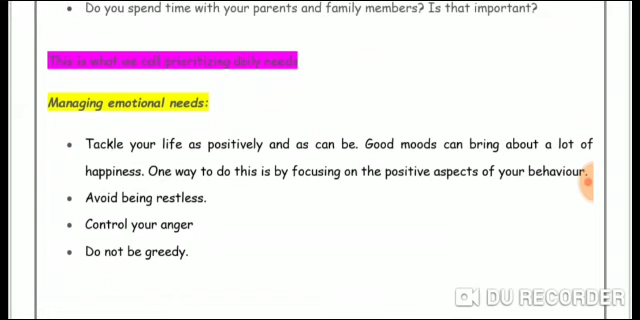 • Do you spend time with your parents and family members? Is that important?
This is what we call prioritizing daily needs
Managing emotional needs:
• Tackle your life as positively and as can be. Good moods can bring about a lot of
happiness. One way to do this is by focusing on the positive aspects of your behaviour.
• Avoid being restless.
• Control your anger
• Do not be greedy.
DU RECORDER